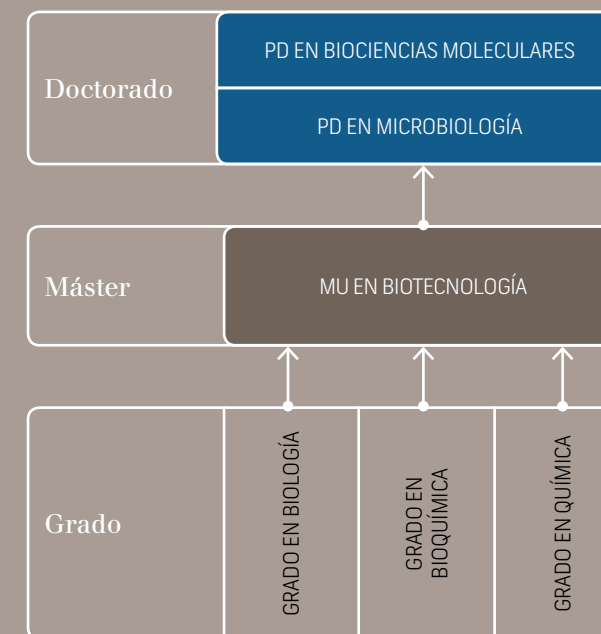 Doctorado
PD EN BIOCIENCIAS MOLECULARES
PD EN MICROBIOLOGÍA
Máster
MU EN BIOTECNOLOGÍA
Grado
GRADO EN BIOLOGÍA
GRADO EN
BIOQUÍMICA
GRADO EN QUÍMICA